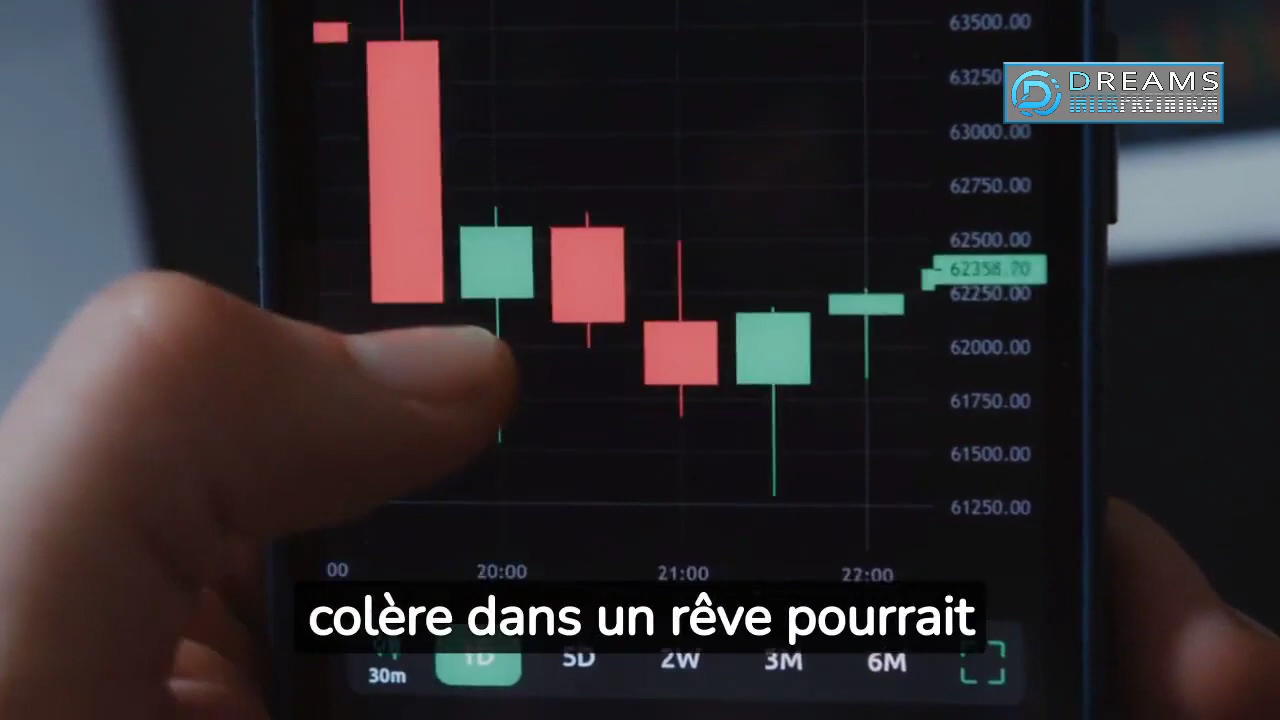 63500.00
63250
DREAMS
INTERPRETATION
63000.00
62750.00
62500.00
62358.70
62250.00
62000.00
61750.00
61500.00
61250.00
00 20:00 21:00 22:00
colère dans un rêve pourrait
30m 1D 5D 2W 3M 6M